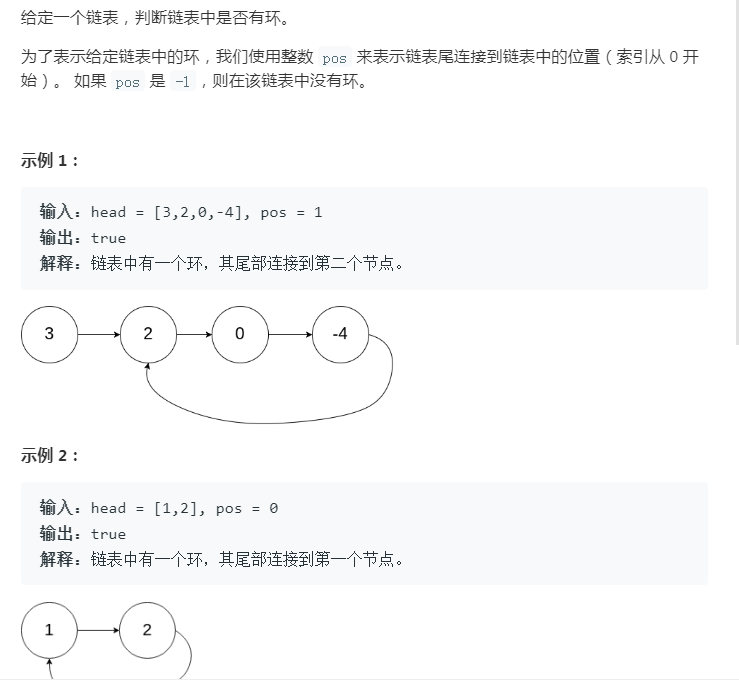 给定一个链表，判断链表中是否有环。
为了表示给定链表中的环，我们使用整数 pos 来表示链表尾连接到链表中的位置（索引从 0 开
始）。 如果 pos 是 -1 ，则在该链表中没有环。
示例 1：
输入：head = [3,2,0,-4], pos = 1
输出：true
解释：链表中有一个环，其尾部连接到第二个节点。
3 2 0 -4
示例 2：
输入：head = [1,2], pos = 0
输出：true
解释：链表中有一个环，其尾部连接到第一个节点。
1 2